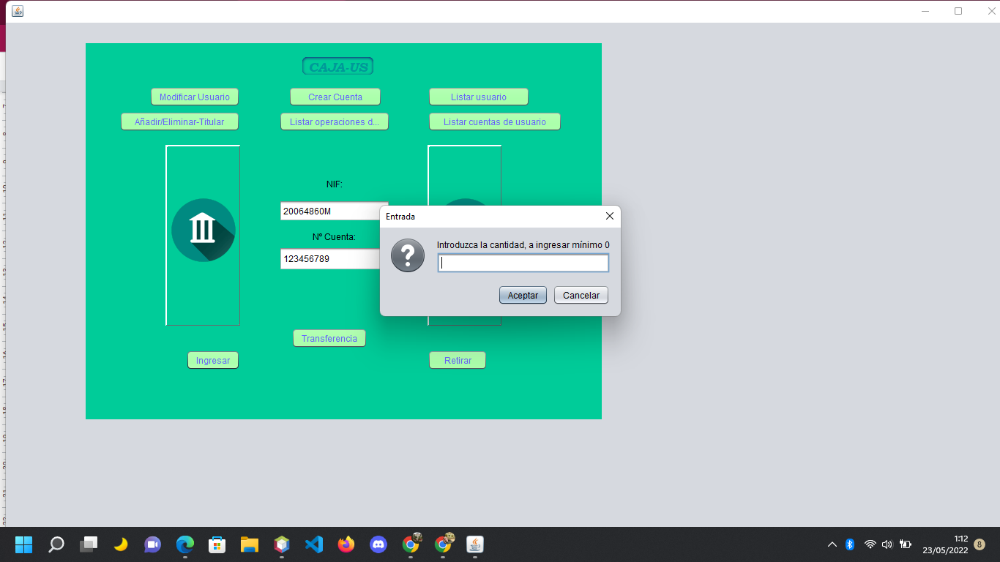 CAJA-US
Modificar Usuario
Crear Cuenta
Listar usuario
Añadir/Eliminar-Titular
Listar operaciones d...
Listar cuentas de usuario
NIF:
20064860M
Nº Cuenta:
123456789
Entrada
Introduzca la cantidad, a ingresar mínimo 0
Aceptar
Cancelar
Transferencia
Ingresar
Retirar
1:12
23/05/2022
8